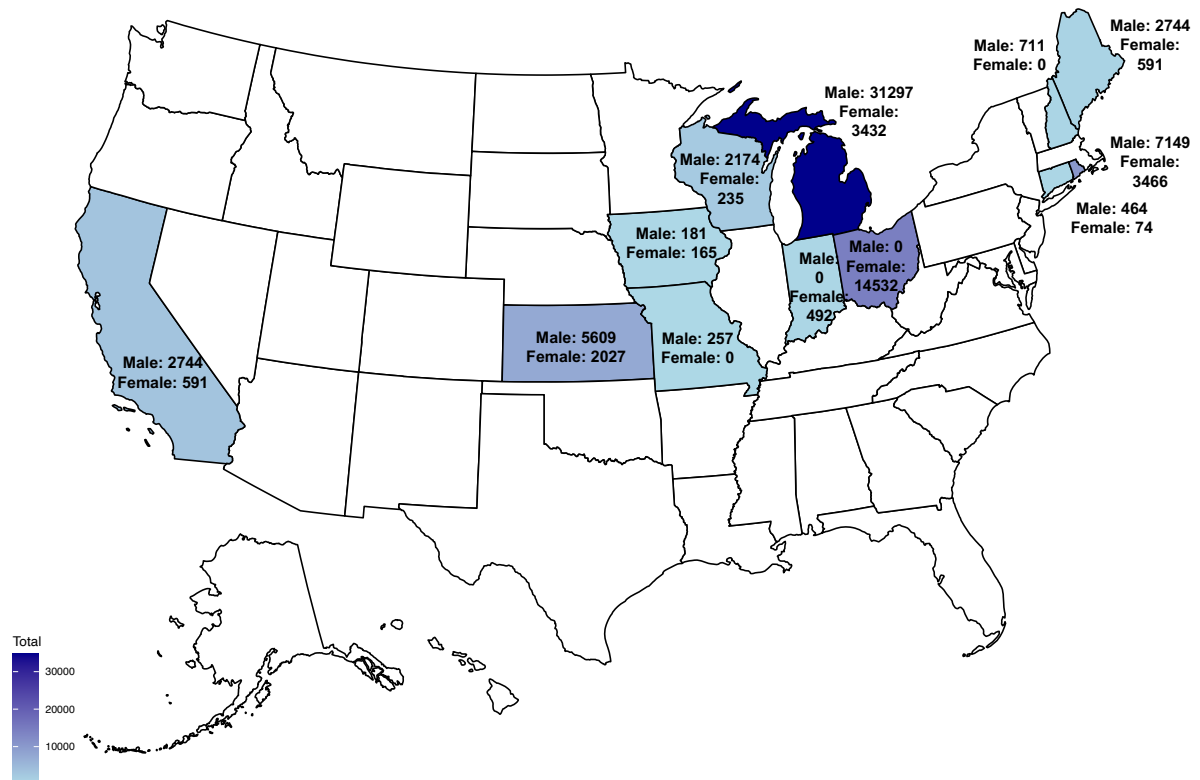 Male: 2744
Female:
591
Male: 711
Female: 0
Male: 31297
Female:
3432
Male: 7149
Female:
3466
Male: 2174
Female:
235
Male: 464
Female: 74
Male: 181
Female: 165
Male:
0
Female:
492
Male: 0
Female:
14532
Male: 5609
Female: 2027
Male: 257
Female: 0
Male: 2744
Female: 591
Total
30000
20000
10000